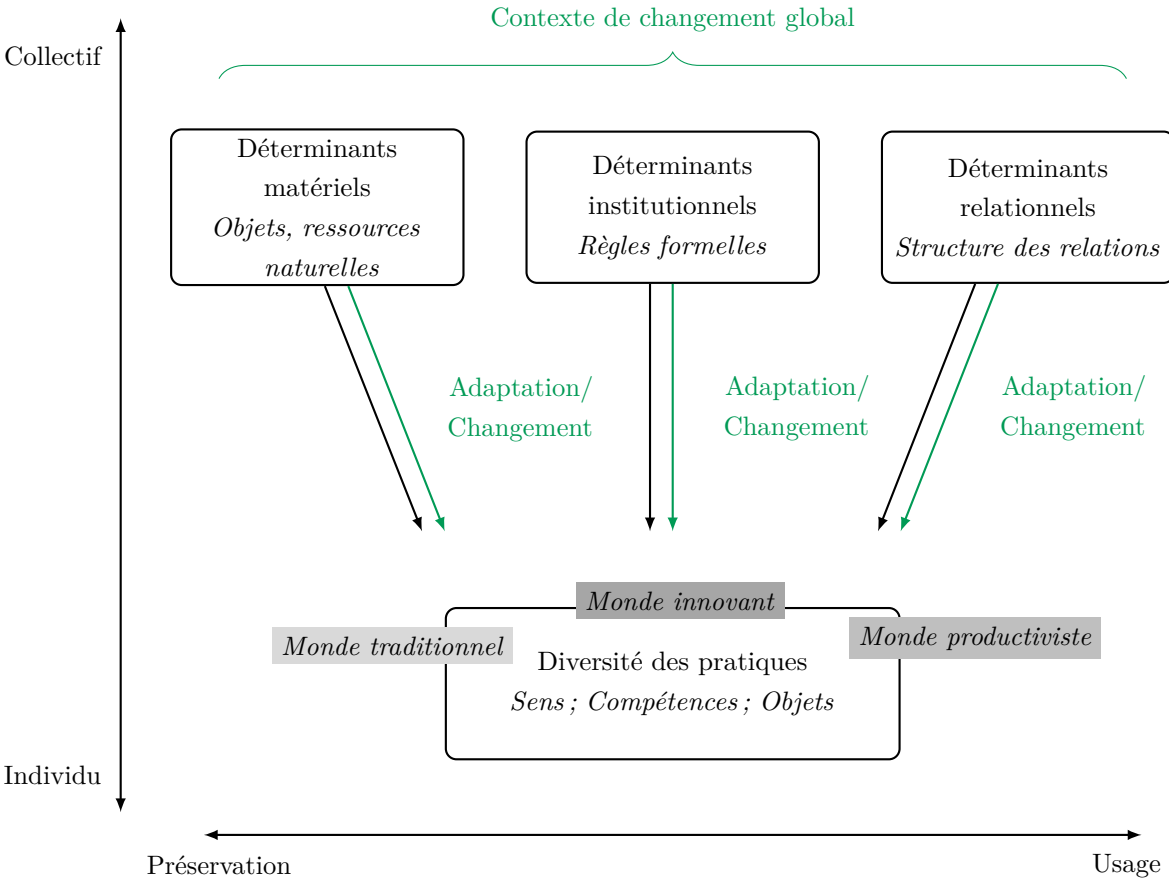 Contexte de changement global
Collectif
Déterminants
matériels
Objets, ressources
naturelles
Déterminants
institutionnels
Règles formelles
Déterminants
relationnels
Structure des relations
Adaptation/
Changement
Adaptation/
Changement
Adaptation/
Changement
Monde traditionnel
Monde innovant
Monde productiviste
Diversité des pratiques
Sens ; Compétences ; Objets
Individu
Préservation
Usage